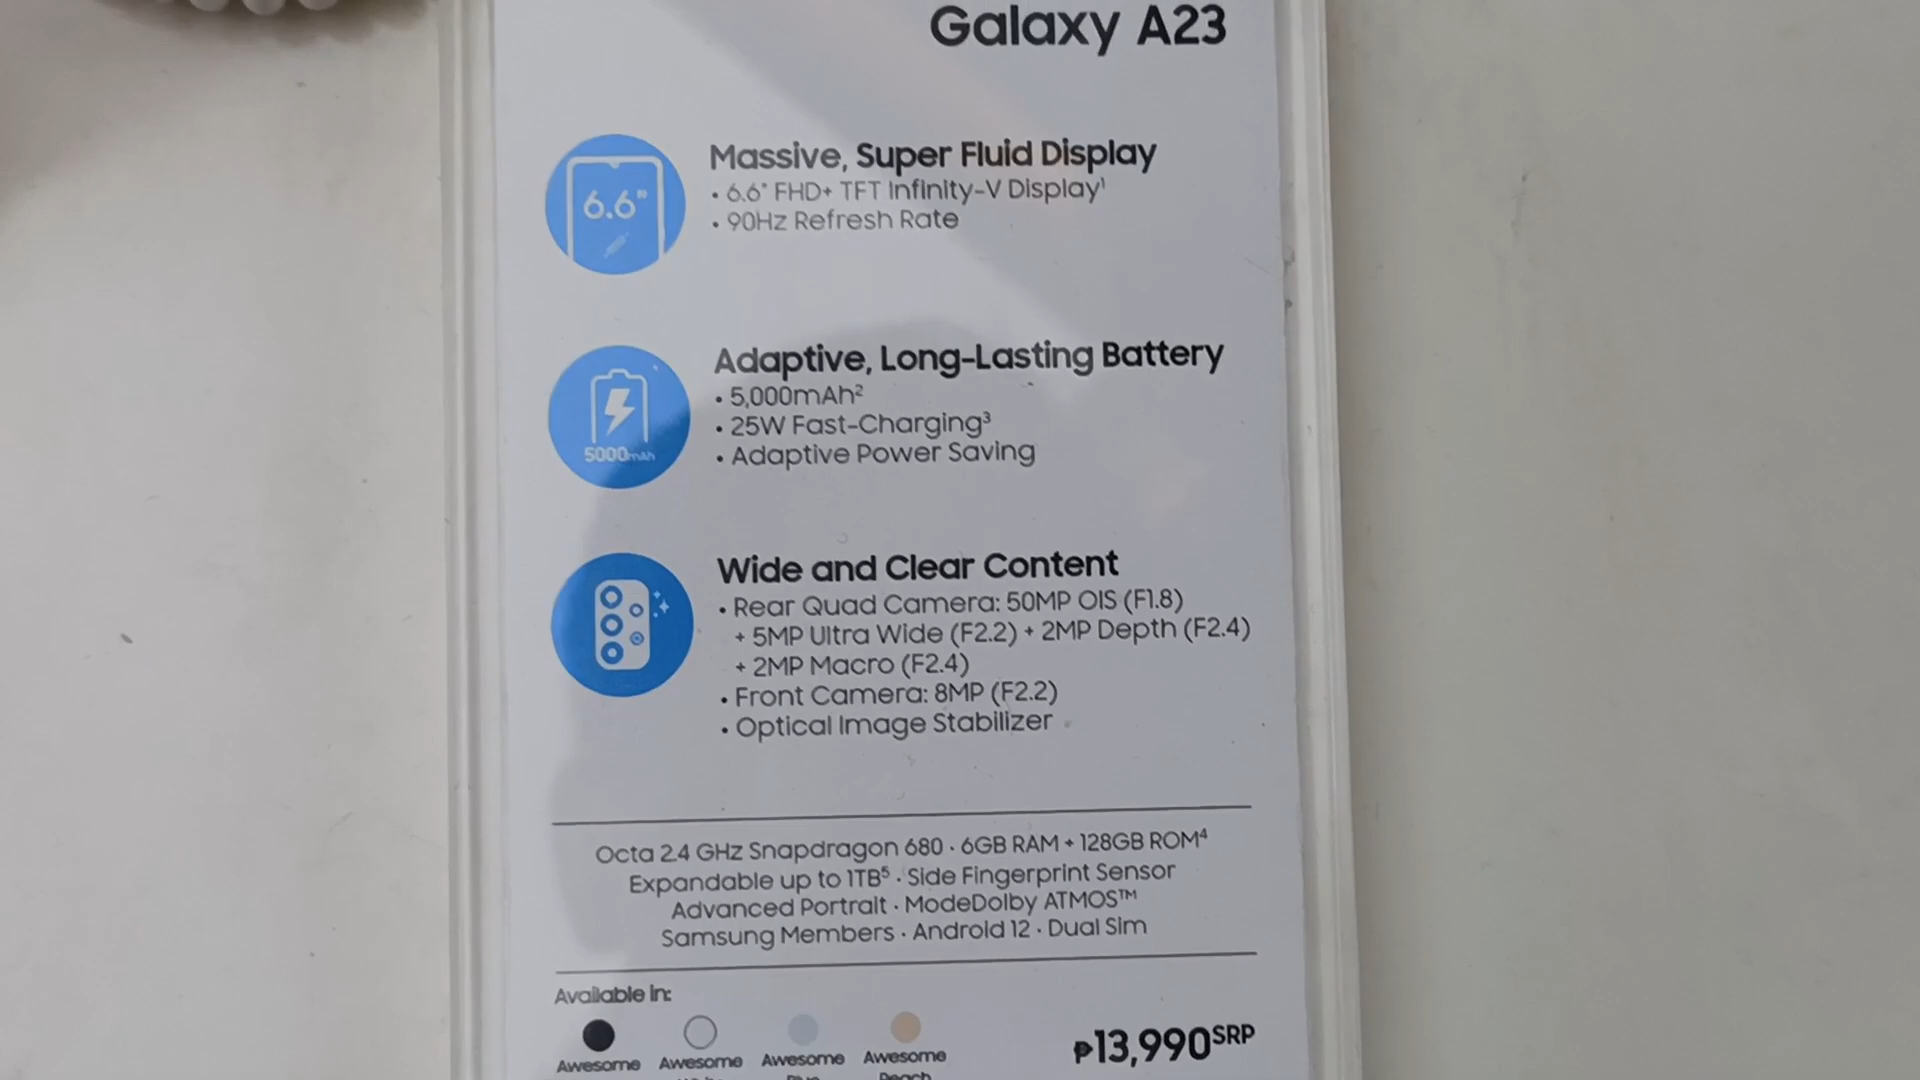 Galaxy A23
6.6"
Massive, Super Fluid Display
• 6.6" FHD+ TFT Infinity-V Display¹
• 90Hz Refresh Rate
5000mAh
Adaptive, Long-Lasting Battery
• 5,000mAh²
• 25W Fast-Charging³
• Adaptive Power Saving
Wide and Clear Content
• Rear Quad Camera: 50MP OIS (F1.8)
+ 5MP Ultra Wide (F2.2) + 2MP Depth (F2.4)
+ 2MP Macro (F2.4)
• Front Camera: 8MP (F2.2)
• Optical Image Stabilizer
Octa 2.4 GHz Snapdragon 680 · 6GB RAM + 128GB ROM⁴
Expandable up to 1TB⁵ · Side Fingerprint Sensor
Advanced Portrait · ModeDolby ATMOS™
Samsung Members · Android 12 · Dual Sim
Available in:
Awesome Awesome Awesome Awesome
Peach
₱13,990SRP